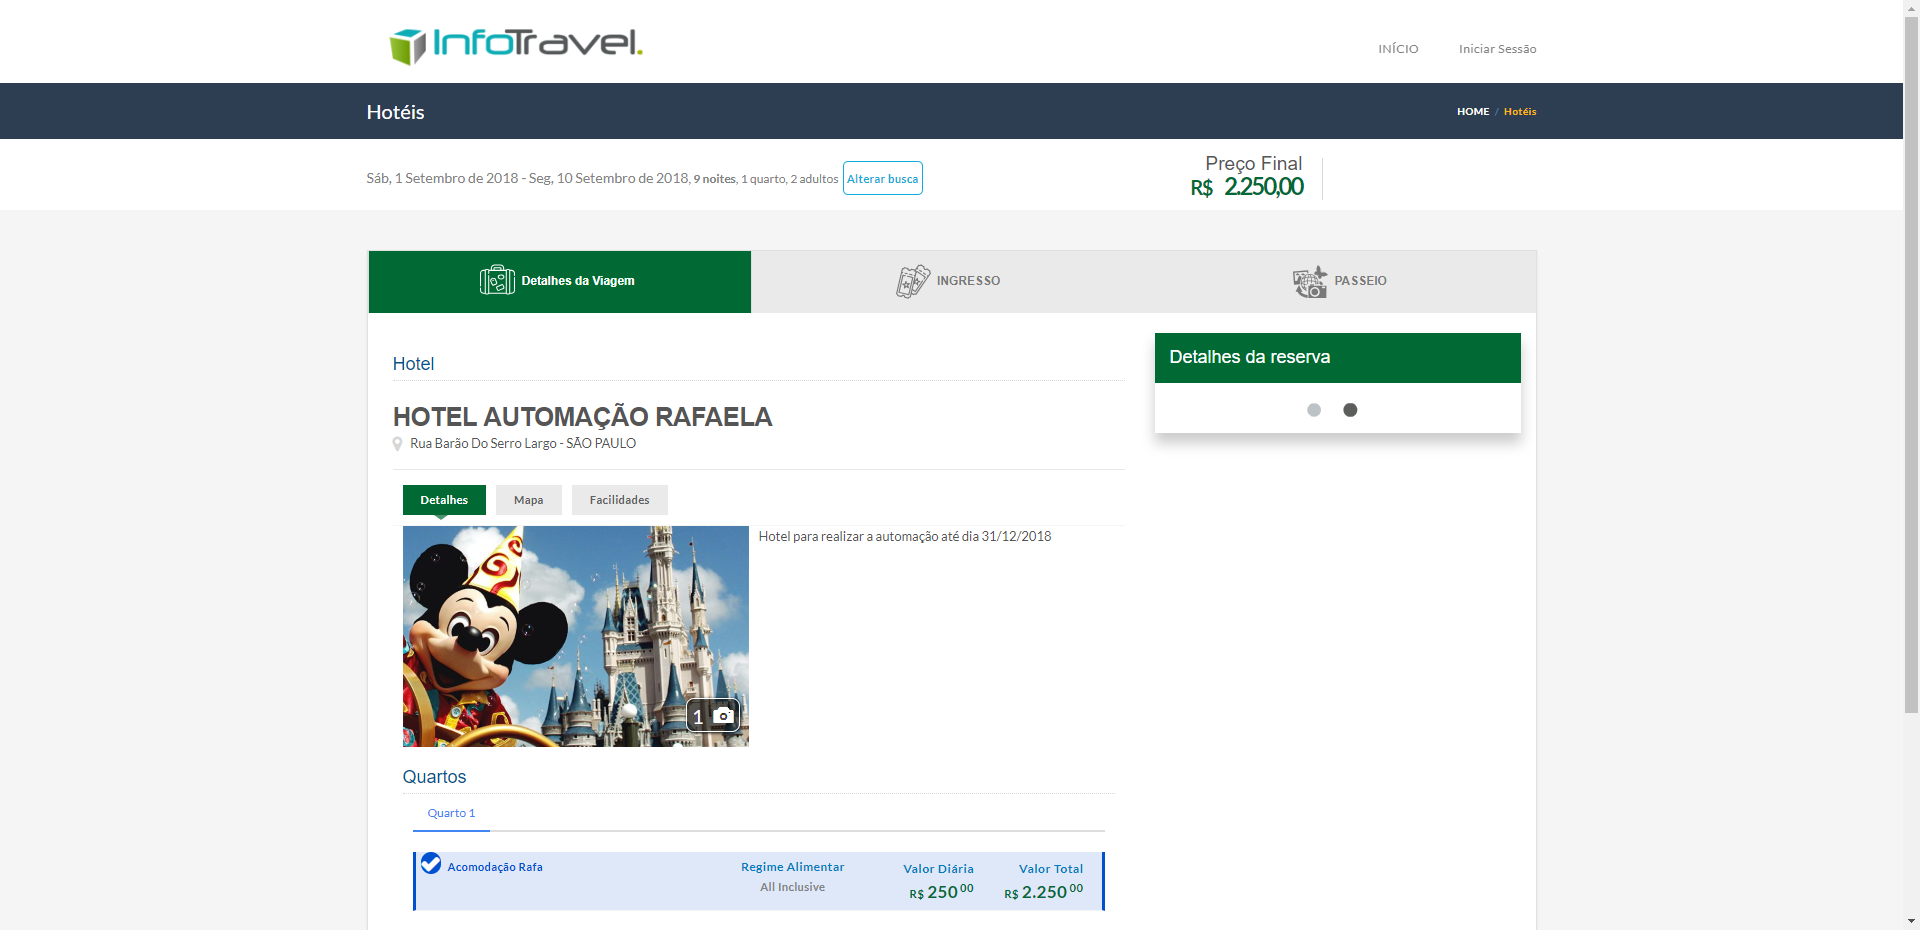 InfoTravel.
INÍCIO
Iniciar Sessão
Hotéis
HOME / Hotéis
Sáb, 1 Setembro de 2018 - Seg, 10 Setembro de 2018, 9 noites, 1 quarto, 2 adultos
Alterar busca
Preço Final
R$ 2.250,00
Detalhes da Viagem
INGRESSO
PASSEIO
Hotel
Detalhes da reserva
HOTEL AUTOMAÇÃO RAFAELA
Rua Barão Do Serro Largo - SÃO PAULO
Detalhes
Mapa
Facilidades
Hotel para realizar a automação até dia 31/12/2018
1
Quartos
Quarto 1
Acomodação Rafa
Regime Alimentar
All Inclusive
Valor Diária
R$ 250 00
Valor Total
R$ 2.250 00